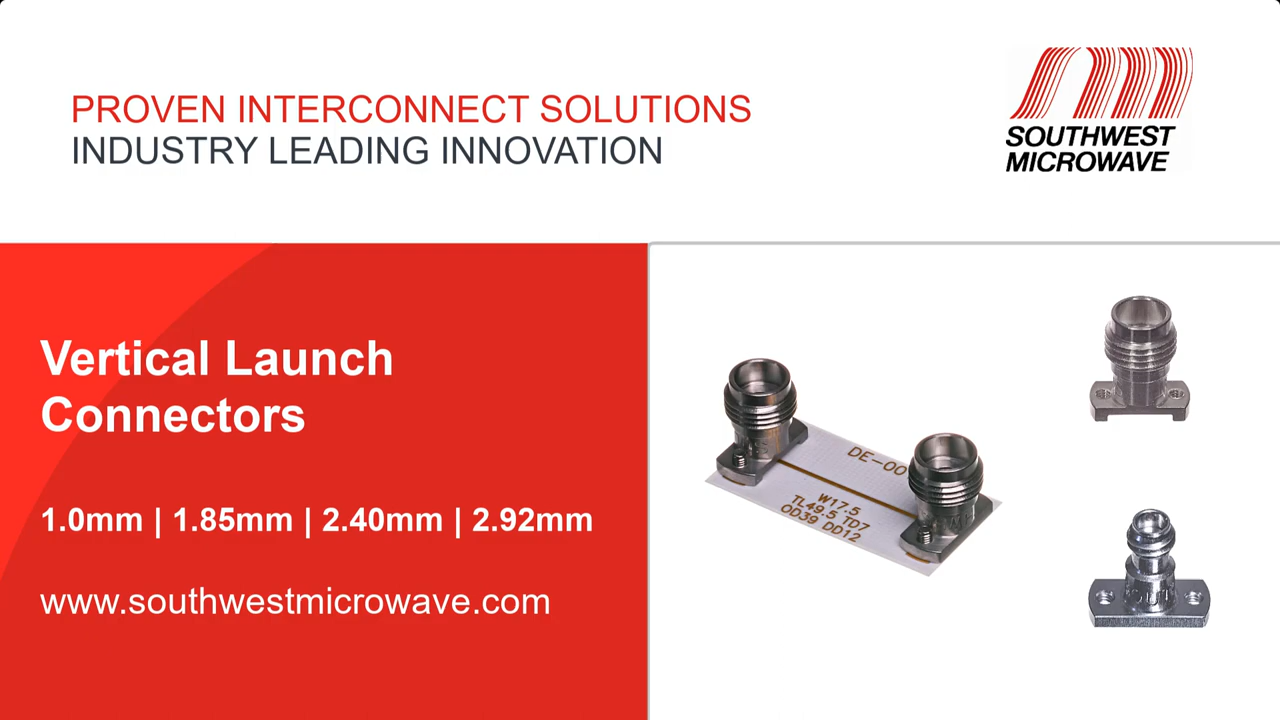 PROVEN INTERCONNECT SOLUTIONS
INDUSTRY LEADING INNOVATION
SOUTHWEST
MICROWAVE
Vertical Launch
Connectors
1.0mm | 1.85mm | 2.40mm | 2.92mm
www.southwestmicrowave.com
DE-00
W17.5
TL49.5 TD7
OD39 DD12